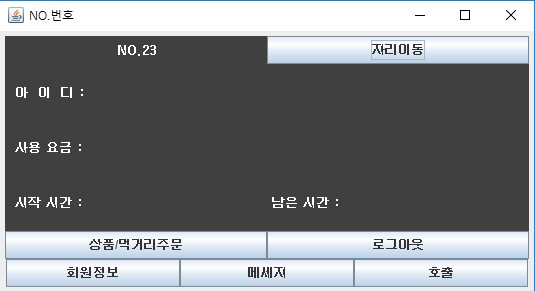 NO.번호
NO.23 자리이동
아 이 디 :
사용 요금 :
시작 시간 : 남은 시간 :
상품/먹거리주문 로그아웃
회원정보 메세지 호출